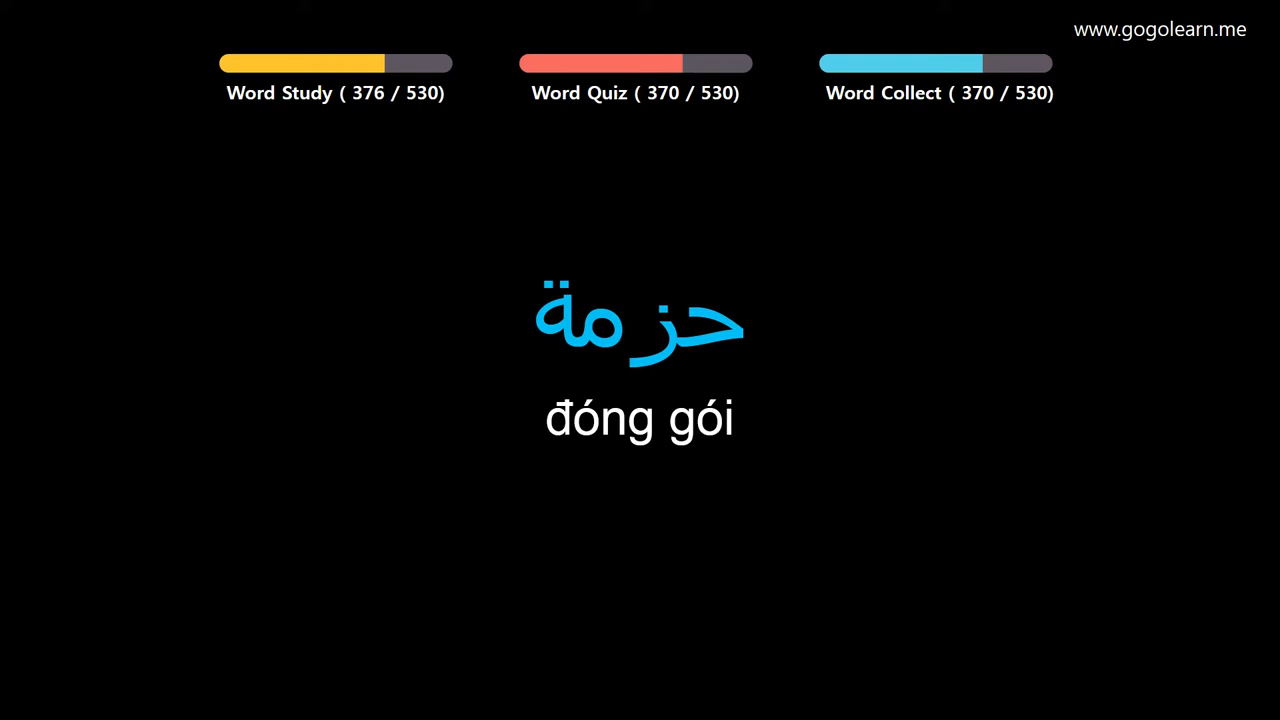 www.gogolearn.me
Word Study ( 376 / 530)
Word Quiz ( 370 / 530)
Word Collect ( 370 / 530)
حزمة
đóng gói